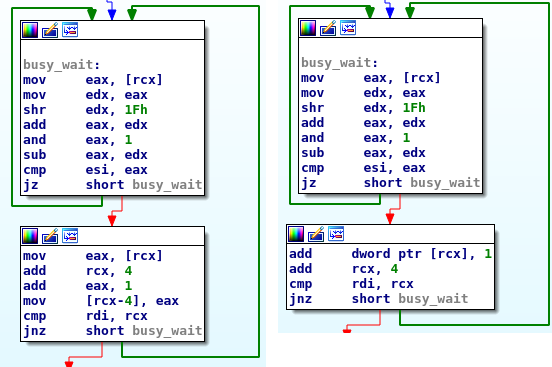 busy_wait:
mov eax, [rcx]
mov edx, eax
shr edx, 1Fh
add eax, edx
and eax, 1
sub eax, edx
cmp esi, eax
jz short busy_wait
mov eax, [rcx]
add rcx, 4
add eax, 1
mov [rcx-4], eax
cmp rdi, rcx
jnz short busy_wait
busy_wait:
mov eax, [rcx]
mov edx, eax
shr edx, 1Fh
add eax, edx
and eax, 1
sub eax, edx
cmp esi, eax
jz short busy_wait
add dword ptr [rcx], 1
add rcx, 4
cmp rdi, rcx
jnz short busy_wait